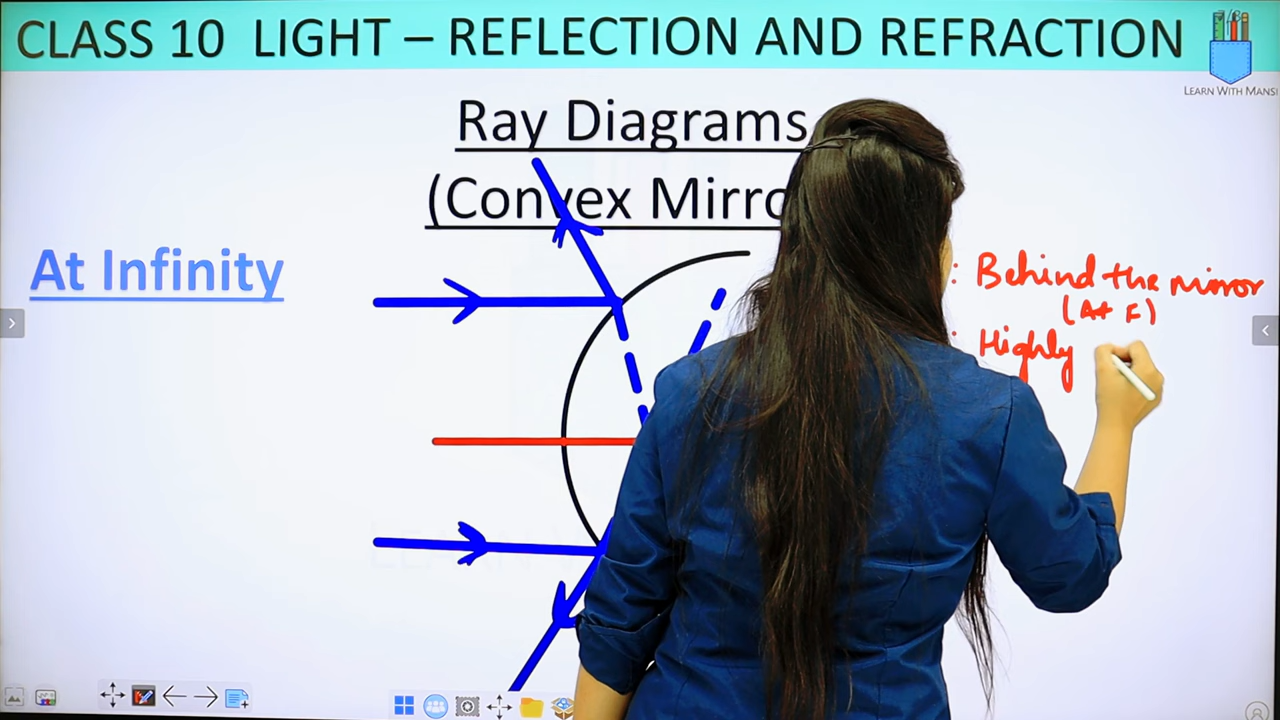 CLASS 10 LIGHT – REFLECTION AND REFRACTION
LEARN WITH MANSI
Ray Diagrams
(Convex Mirro
At Infinity
: Behind the mirror
(At F)
: Highly